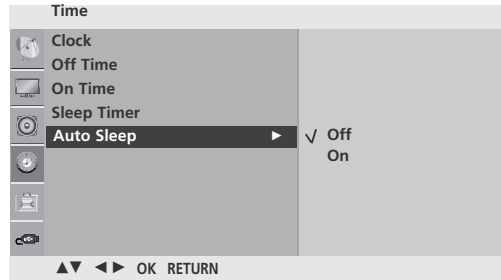 Time
Clock
Off Time
On Time
Sleep Timer
Auto Sleep ► √ Off
On
▲▼ ◄► OK RETURN